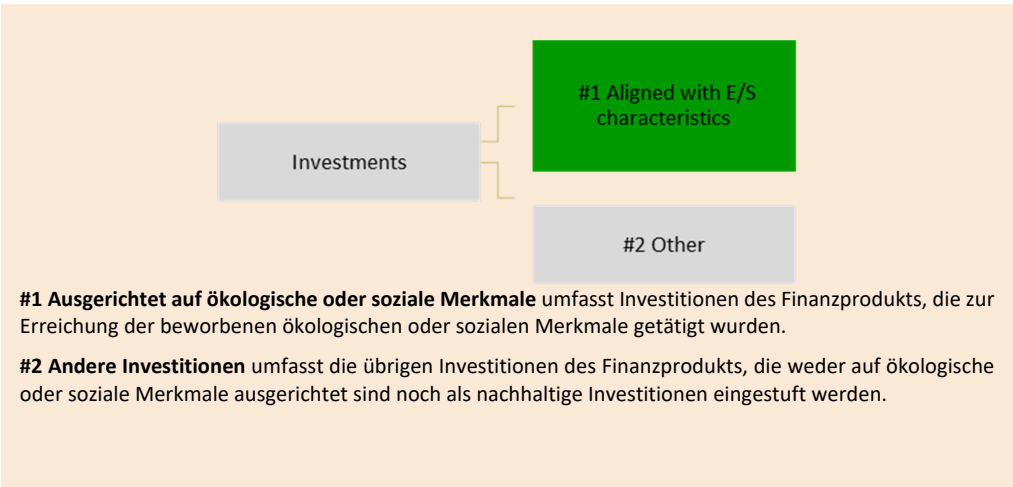 #1 Aligned with E/S
characteristics
Investments
#2 Other
#1 Ausgerichtet auf ökologische oder soziale Merkmale umfasst Investitionen des Finanzprodukts, die zur
Erreichung der beworbenen ökologischen oder sozialen Merkmale getätigt wurden.
#2 Andere Investitionen umfasst die übrigen Investitionen des Finanzprodukts, die weder auf ökologische
oder soziale Merkmale ausgerichtet sind noch als nachhaltige Investitionen eingestuft werden.